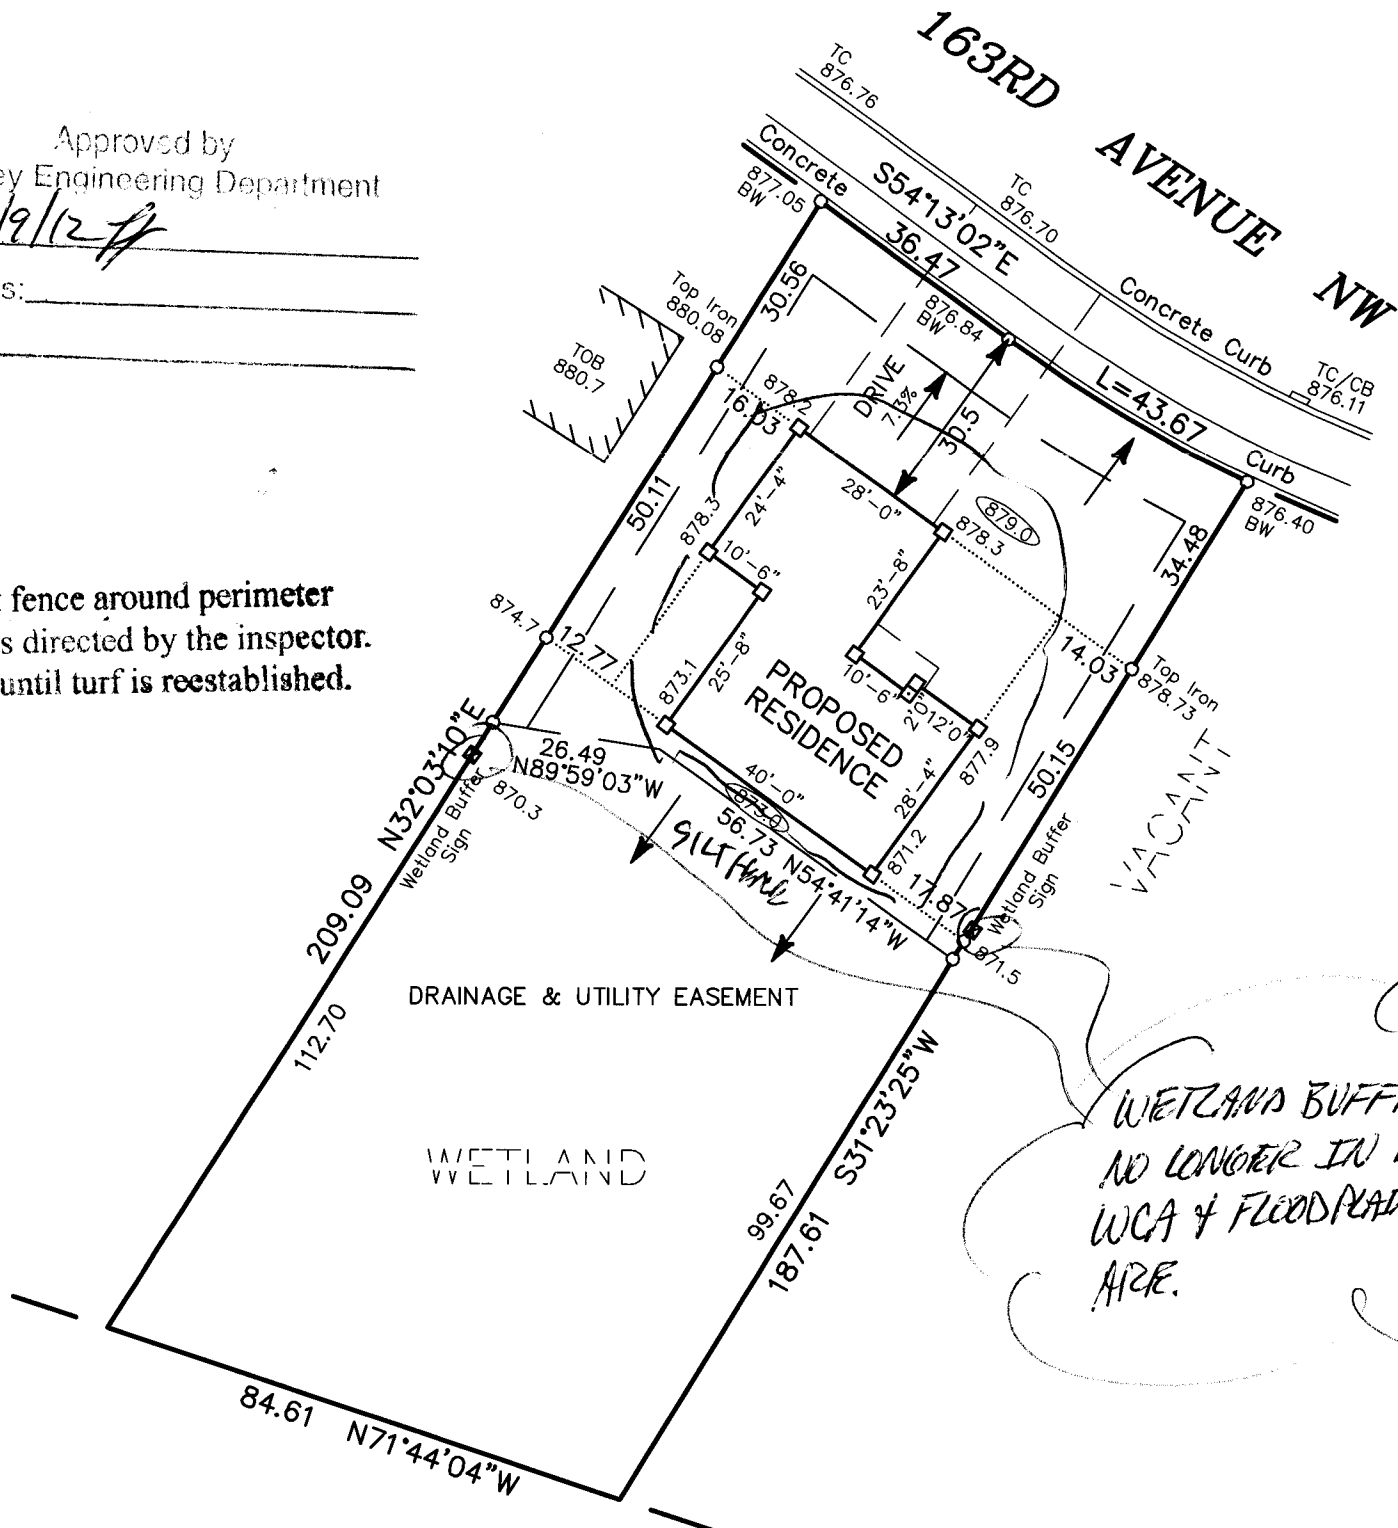 163RD AVENUE NW
TC
876.76
Approved by
ey Engineering Department
/9/12
s:
Concrete
877.05
BW
S54°13'02"E
36.47
TC
876.70
Concrete Curb
TC/CB
876.11
Top Iron
880.08
30.56
876.84
BW
TOB
880.7
DRIVE
7.3%
30.5
L=43.67
Curb
876.40
BW
878.2
16.03
28'-0"
879.0
878.3
34.48
50.11
878.3
24'-4"
10'-6"
23'-8"
fence around perimeter
s directed by the inspector.
until turf is reestablished.
874.7
12.77
873.1
25'-8"
PROPOSED
RESIDENCE
10'-6"
2'0"
12'0"
14.03
Top Iron
878.73
877.9
50.15
VACANT
N32°03'10"E
26.49
N89°59'03"W
870.3
Wetland Buffer
Sign
40'-0"
873.0
56.73 N54°41'14"W
SILT FENCE
28'-4"
871.2
17.87
Wetland Buffer
Sign
871.5
209.09
112.70
DRAINAGE & UTILITY EASEMENT
WETLAND
S31°23'25"W
99.67
187.61
WETLAND BUFF
NO LONGER IN
WCA & FLOODPLAI
ARE.
84.61 N71°44'04"W